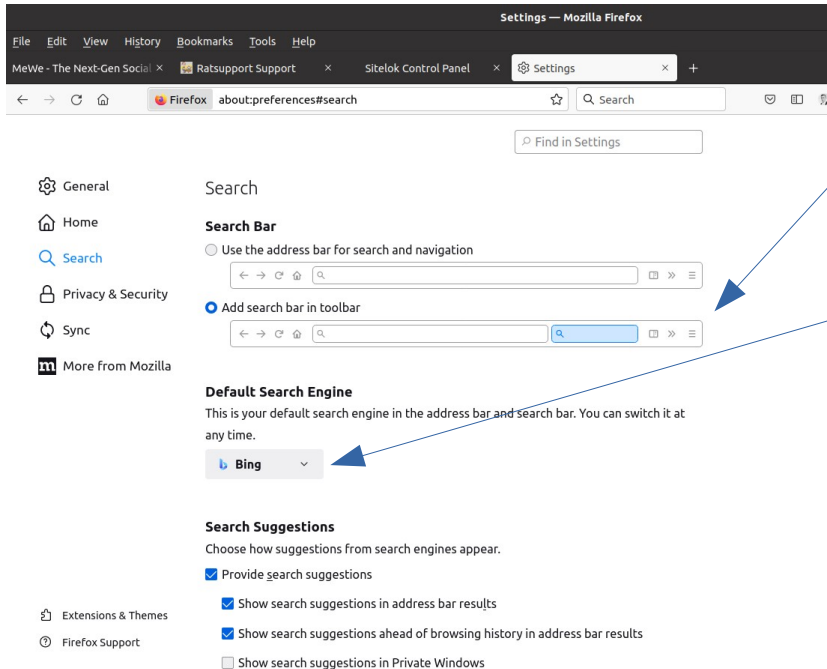 Settings — Mozilla Firefox
File Edit View History Bookmarks Tools Help
MeWe - The Next-Gen Social × Ratsupport Support × Sitelok Control Panel × Settings × +
Firefox about:preferences#search Search
Find in Settings
General
Home
Search
Privacy & Security
Sync
m More from Mozilla
Extensions & Themes
Firefox Support
Search
Search Bar
Use the address bar for search and navigation
Add search bar in toolbar
Default Search Engine
This is your default search engine in the address bar and search bar. You can switch it at
any time.
Bing
Search Suggestions
Choose how suggestions from search engines appear.
Provide search suggestions
Show search suggestions in address bar results
Show search suggestions ahead of browsing history in address bar results
Show search suggestions in Private Windows